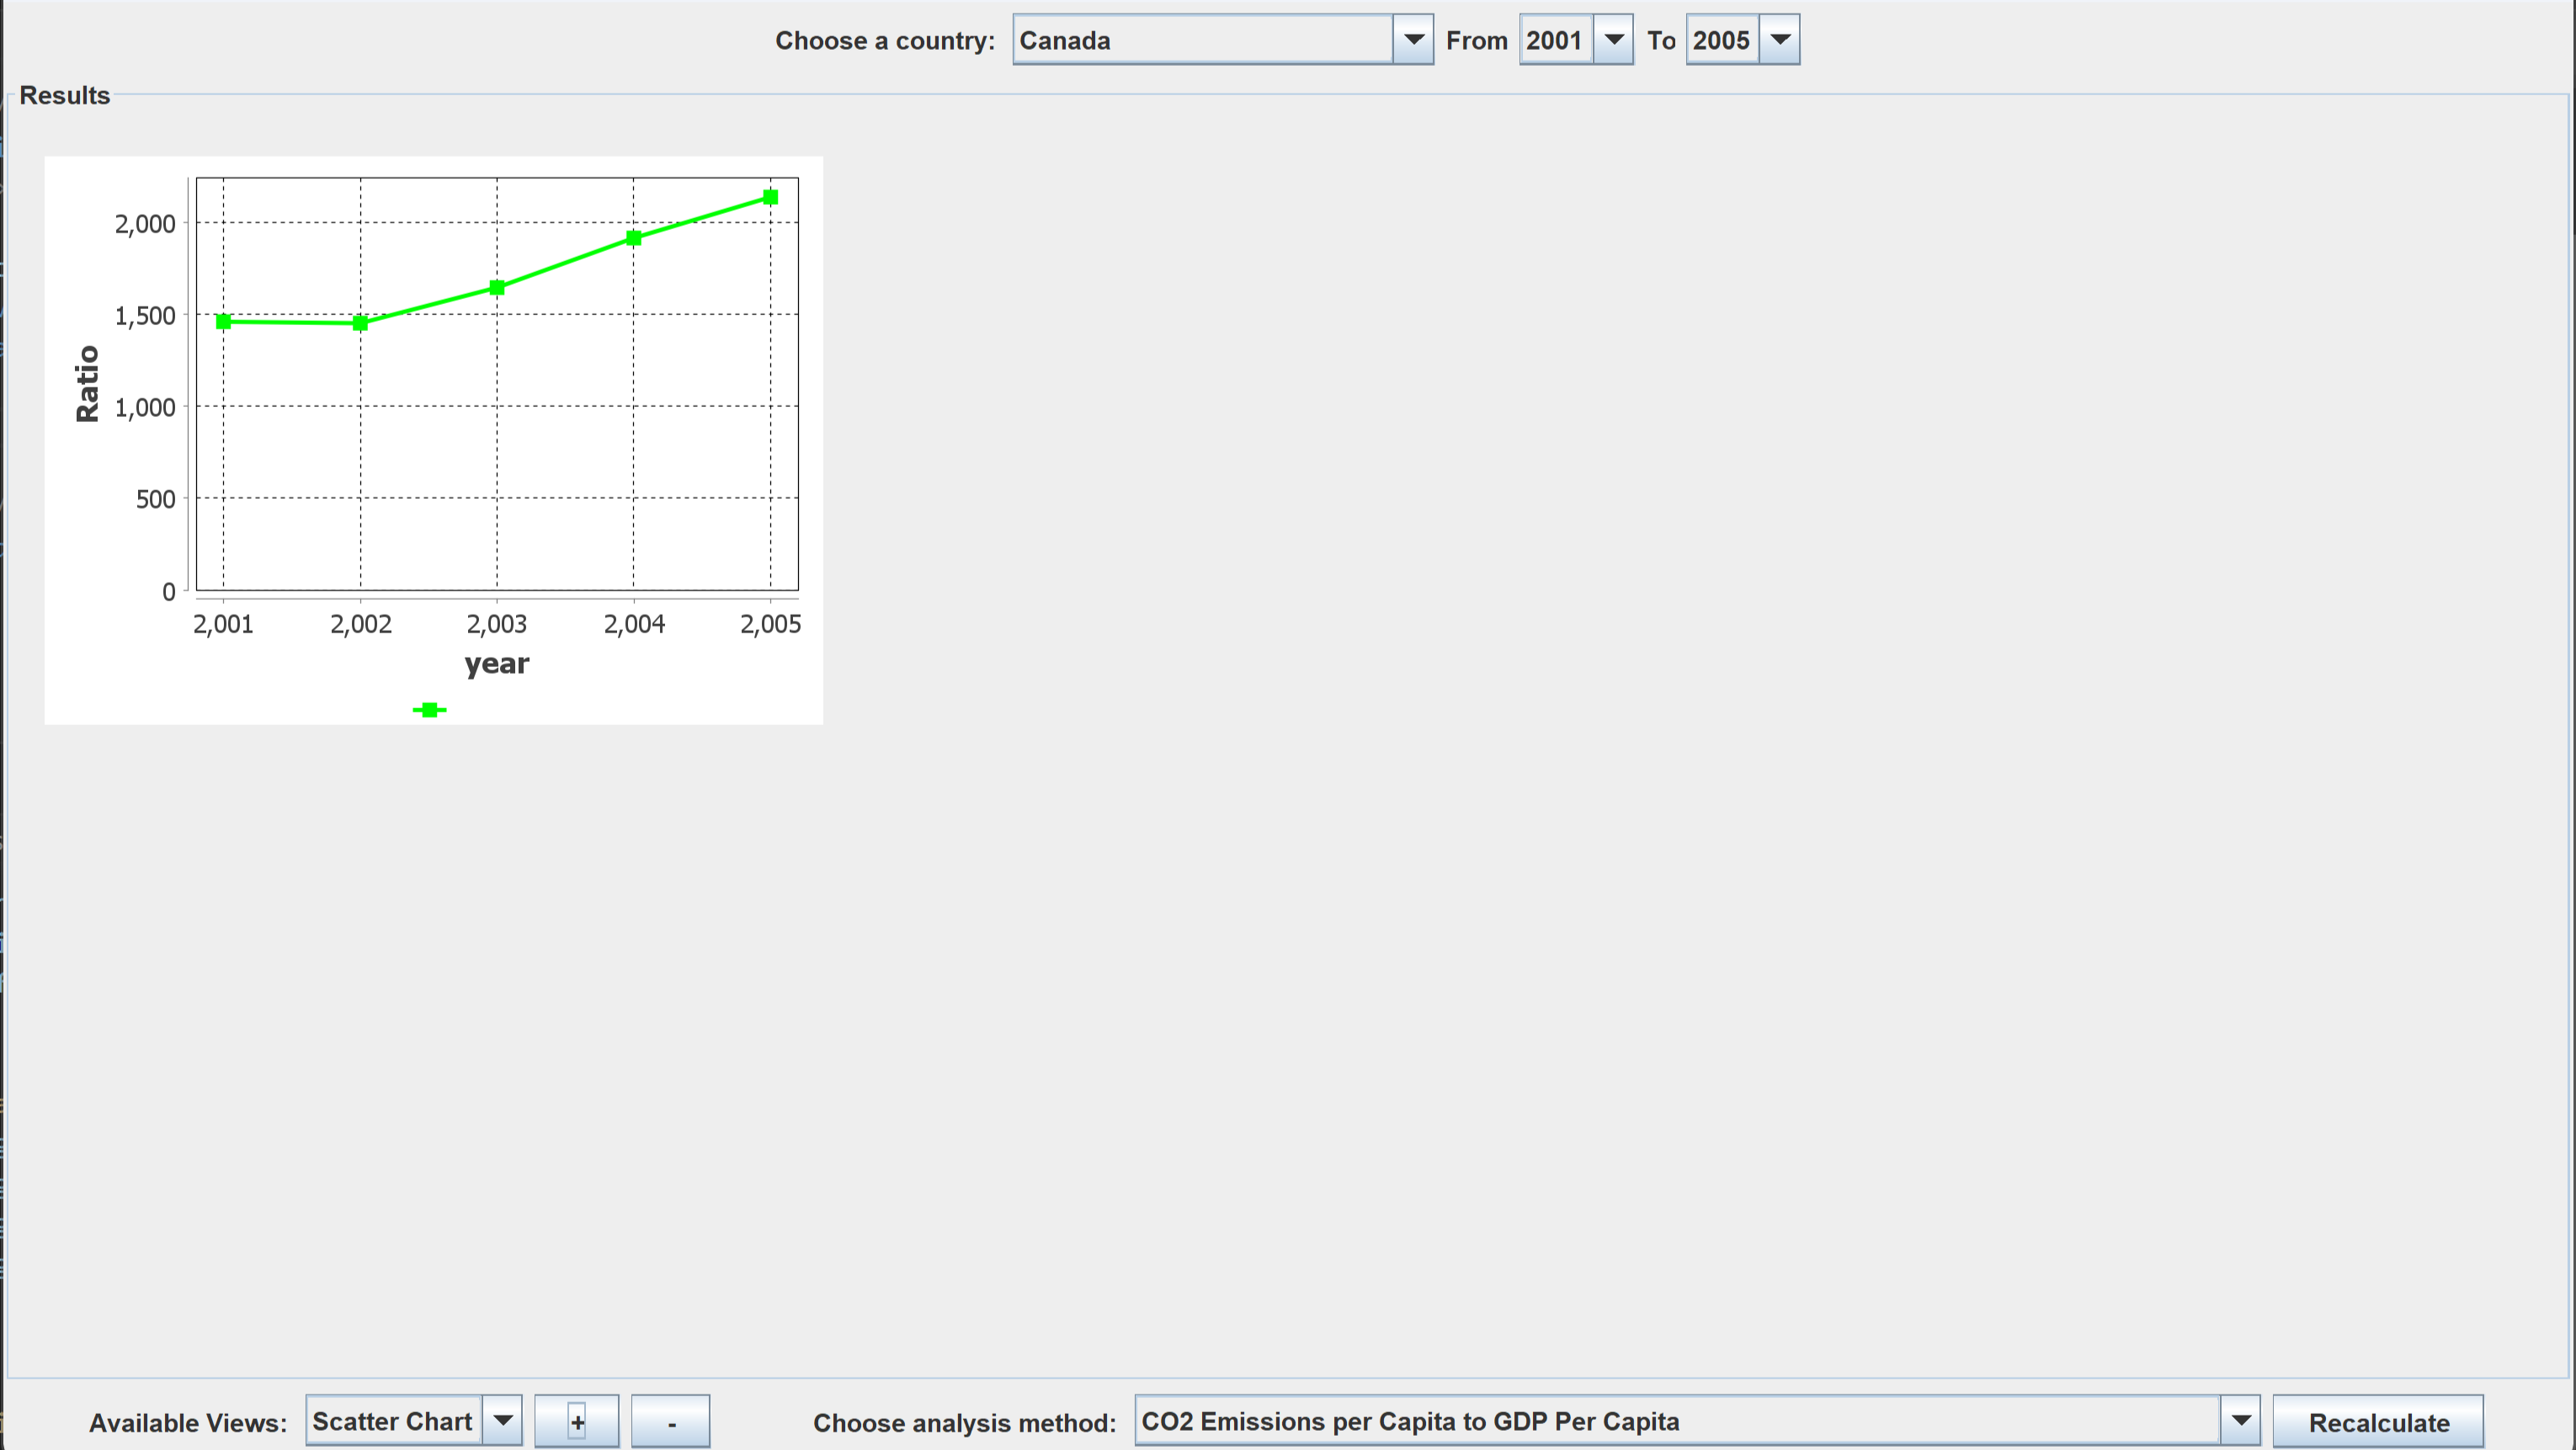 Choose a country: Canada From 2001 To 2005
Results
2,000
1,500
1,000
500
0
Ratio
2,001 2,002 2,003 2,004 2,005
year
Available Views: Scatter Chart + - Choose analysis method: CO2 Emissions per Capita to GDP Per Capita Recalculate